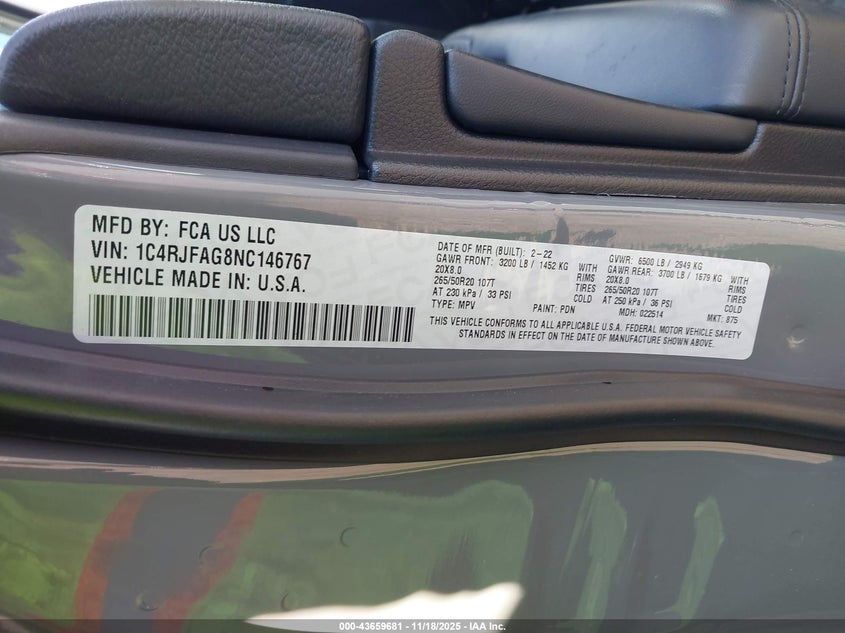 MFD BY: FCA US LLC
VIN: 1C4RJFAG8NC146767
VEHICLE MADE IN: U.S.A.
DATE OF MFR (BUILT): 2-22 GVWR: 6500 LB / 2949 KG
GAWR FRONT: 3200 LB / 1452 KG WITH GAWR REAR: 3700 LB / 1679 KG WITH
20X8.0 RIMS 20X8.0 RIMS
265/50R20 107T TIRES 265/50R20 107T TIRES
AT 230 kPa / 33 PSI COLD AT 250 kPa / 36 PSI COLD
TYPE: MPV PAINT: PDN MDH: 022514 MKT: 875
THIS VEHICLE CONFORMS TO ALL APPLICABLE U.S.A. FEDERAL MOTOR VEHICLE SAFETY
STANDARDS IN EFFECT ON THE DATE OF MANUFACTURE SHOWN ABOVE.
000-43659681 - 11/18/2025 - IAA Inc.